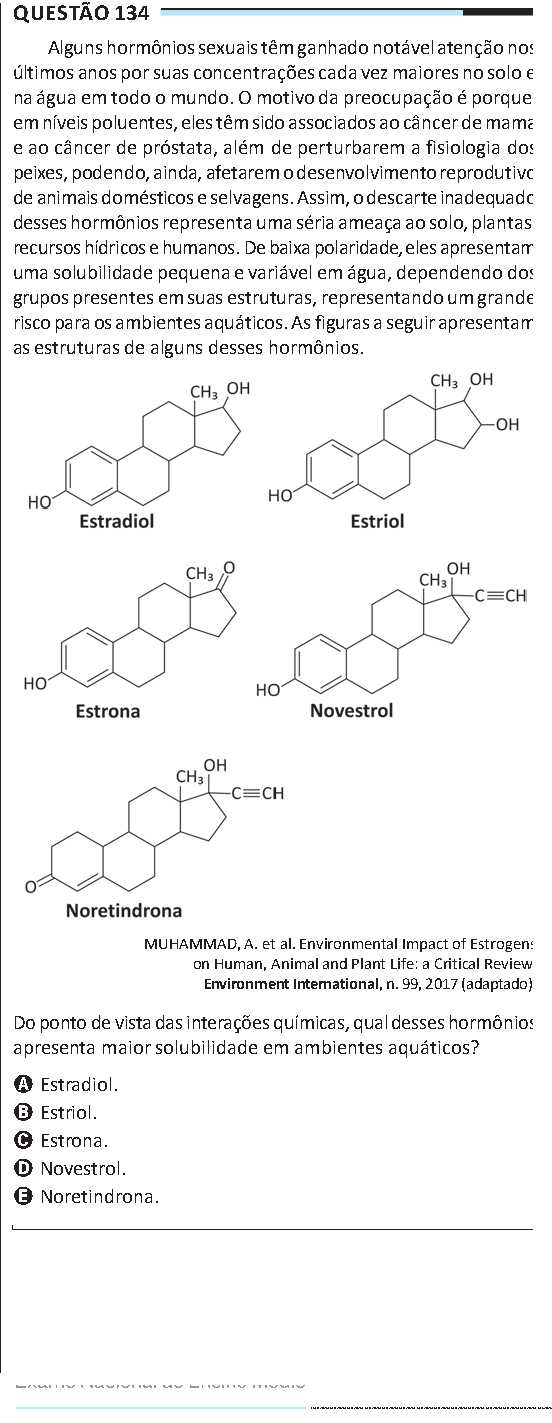 QUESTÃO 134
Alguns hormônios sexuais têm ganhado notável atenção nos
últimos anos por suas concentrações cada vez maiores no solo e
na água em todo o mundo. O motivo da preocupação é porque
em níveis poluentes, eles têm sido associados ao câncer de mama
e ao câncer de próstata, além de perturbarem a fisiologia dos
peixes, podendo, ainda, afetarem o desenvolvimento reprodutivo
de animais domésticos e selvagens. Assim, o descarte inadequado
desses hormônios representa uma séria ameaça ao solo, plantas
recursos hídricos e humanos. De baixa polaridade, eles apresentam
uma solubilidade pequena e variável em água, dependendo dos
grupos presentes em suas estruturas, representando um grande
risco para os ambientes aquáticos. As figuras a seguir apresentam
as estruturas de alguns desses hormônios.
CH3 OH
HO
Estradiol
CH3 OH
OH
HO
Estriol
CH3 O
HO
Estrona
OH
CH3
C≡CH
HO
Novestrol
OH
CH3
C≡CH
O
Noretindrona
MUHAMMAD, A. et al. Environmental Impact of Estrogens
on Human, Animal and Plant Life: a Critical Review
Environment International, n. 99, 2017 (adaptado)
Do ponto de vista das interações químicas, qual desses hormônios
apresenta maior solubilidade em ambientes aquáticos?
A Estradiol.
B Estriol.
C Estrona.
D Novestrol.
E Noretindrona.